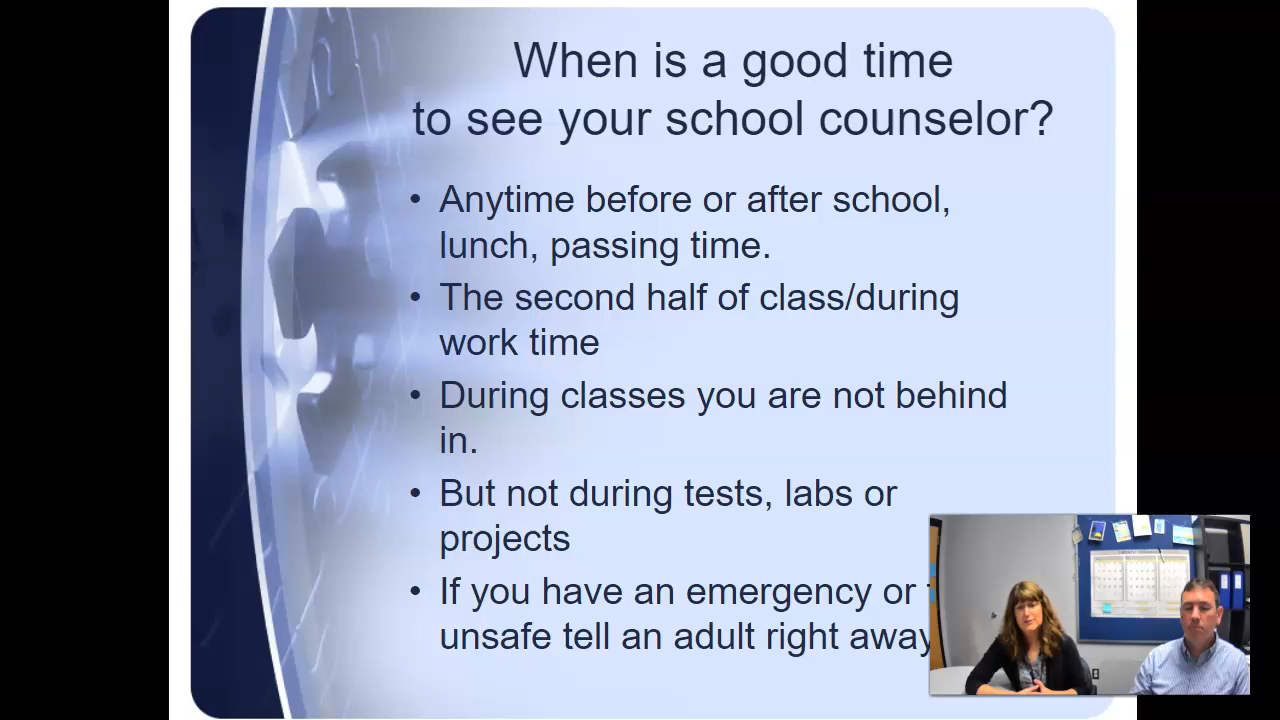 When is a good time
to see your school counselor?
• Anytime before or after school,
lunch, passing time.
• The second half of class/during
work time
• During classes you are not behind
in.
• But not during tests, labs or
projects
• If you have an emergency or
unsafe tell an adult right away